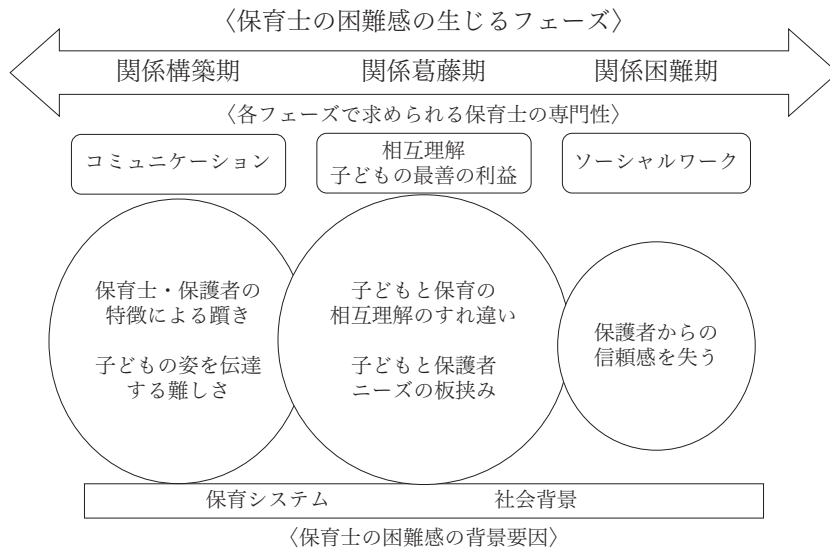 〈保育士の困難感の生じるフェーズ〉
関係構築期 関係葛藤期 関係困難期
〈各フェーズで求められる保育士の専門性〉
コミュニケーション
相互理解
子どもの最善の利益
ソーシャルワーク
保育士・保護者の
特徴による躓き
子どもの姿を伝達
する難しさ
子どもと保育の
相互理解のすれ違い
子どもと保護者
ニーズの板挟み
保護者からの
信頼感を失う
保育システム 社会背景
〈保育士の困難感の背景要因〉